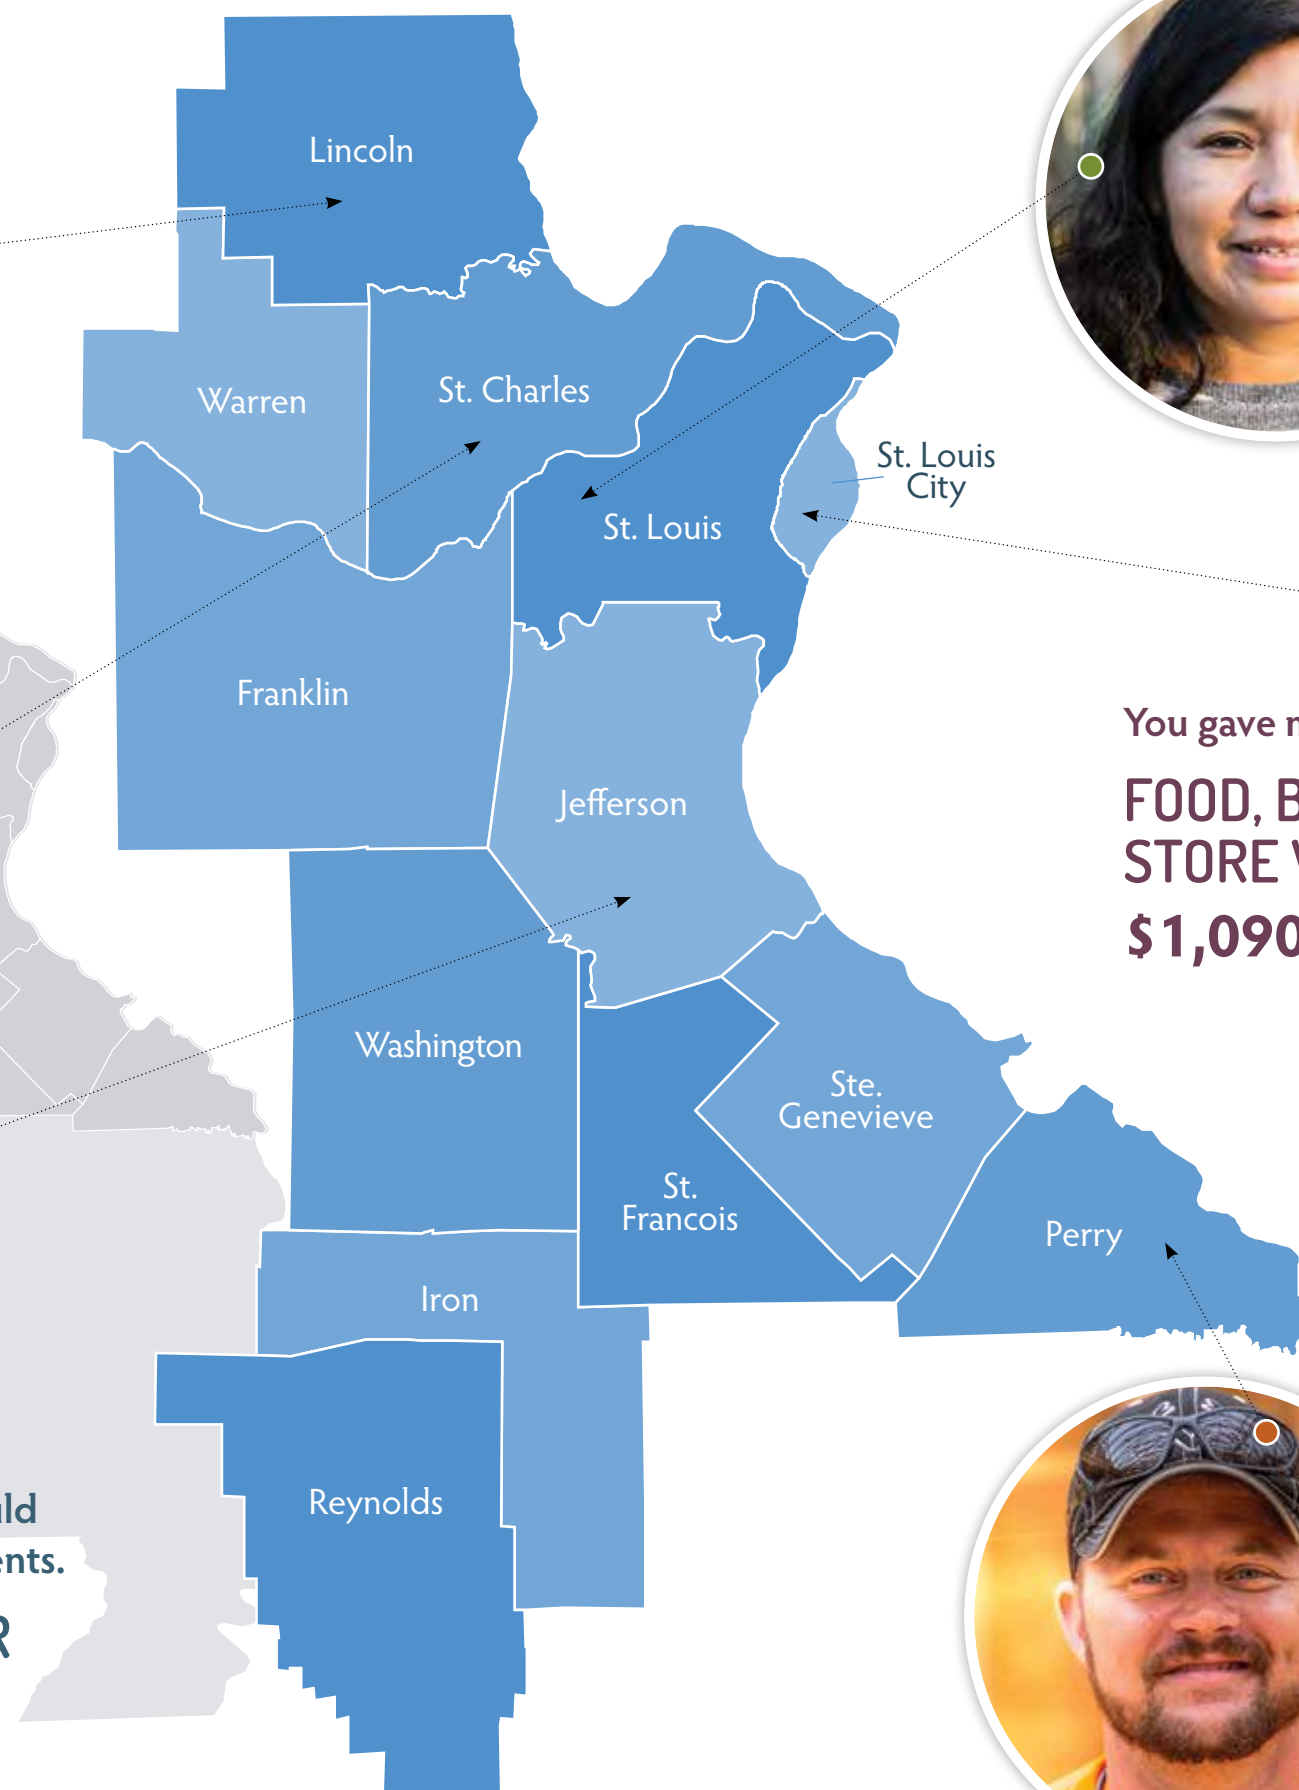 Lincoln
Warren
St. Charles
St. Louis
City
St. Louis
Franklin
You gave
Jefferson
FOOD,
STORE
$1,090
Washington
Ste.
Genevieve
St.
Francois
Perry
Iron
Reynolds
ents.
R